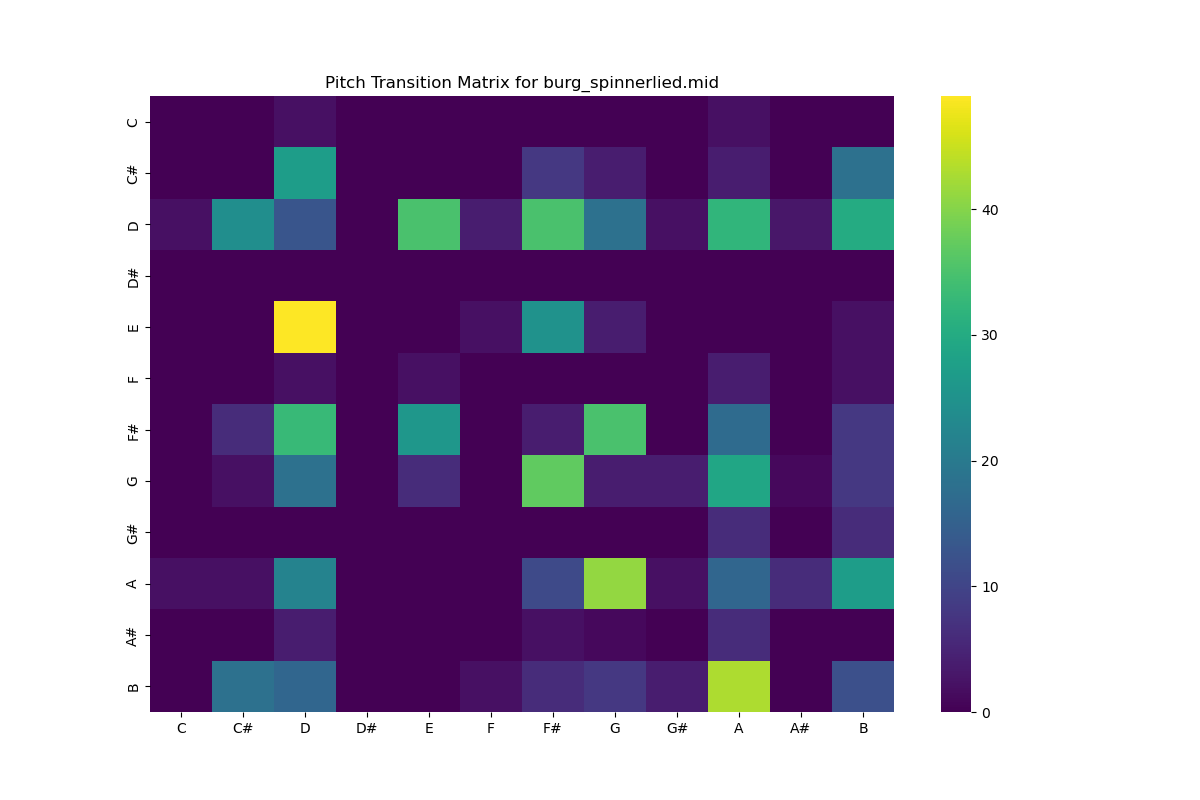 Pitch Transition Matrix for burg_spinnerlied.mid
C
C#
D
D#
E
F
F#
G
G#
A
A#
B
C C# D D# E F F# G G# A A# B
40
30
20
10
0